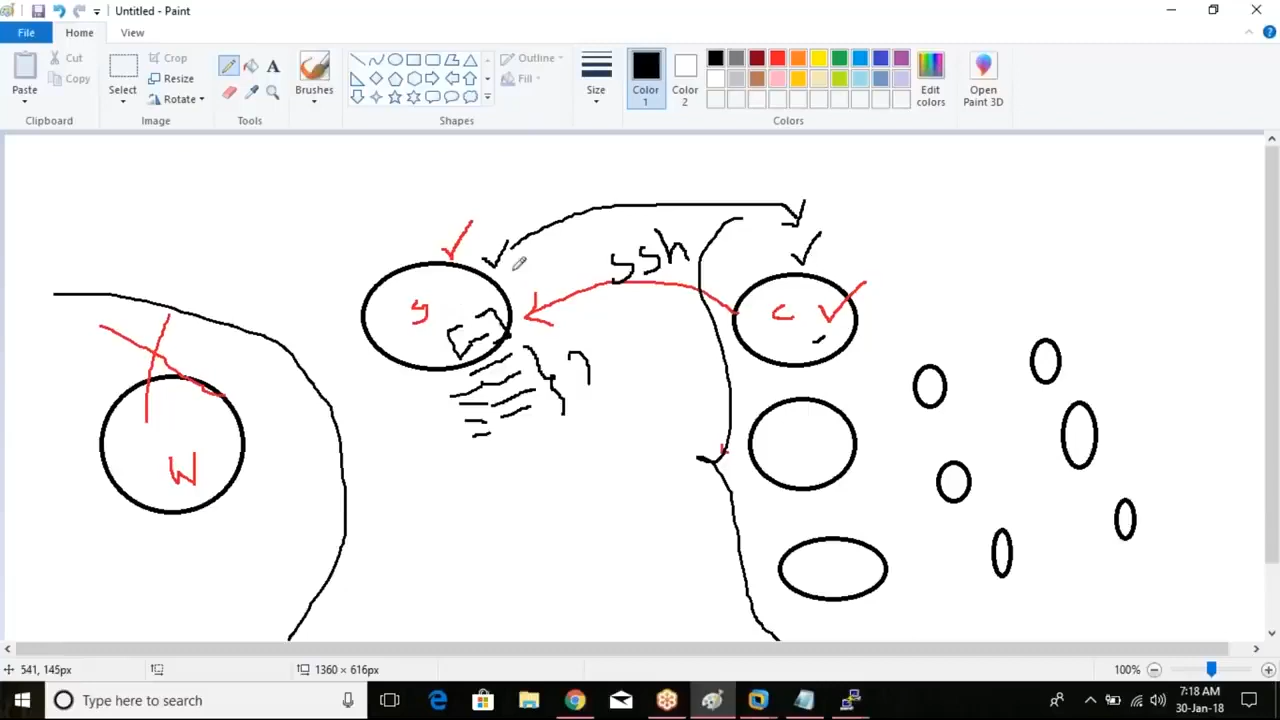 Untitled - Paint
File
Home
View
Paste
Cut
Copy
Clipboard
Select
Crop
Resize
Rotate
Image
A
Tools
Brushes
Shapes
Outline
Fill
Size
Color 1
Color 2
Colors
Edit colors
Open Paint 3D
ssh
S
C
W
541, 145px
1360 × 616px
100%
Type here to search
7:18 AM
30-Jan-18